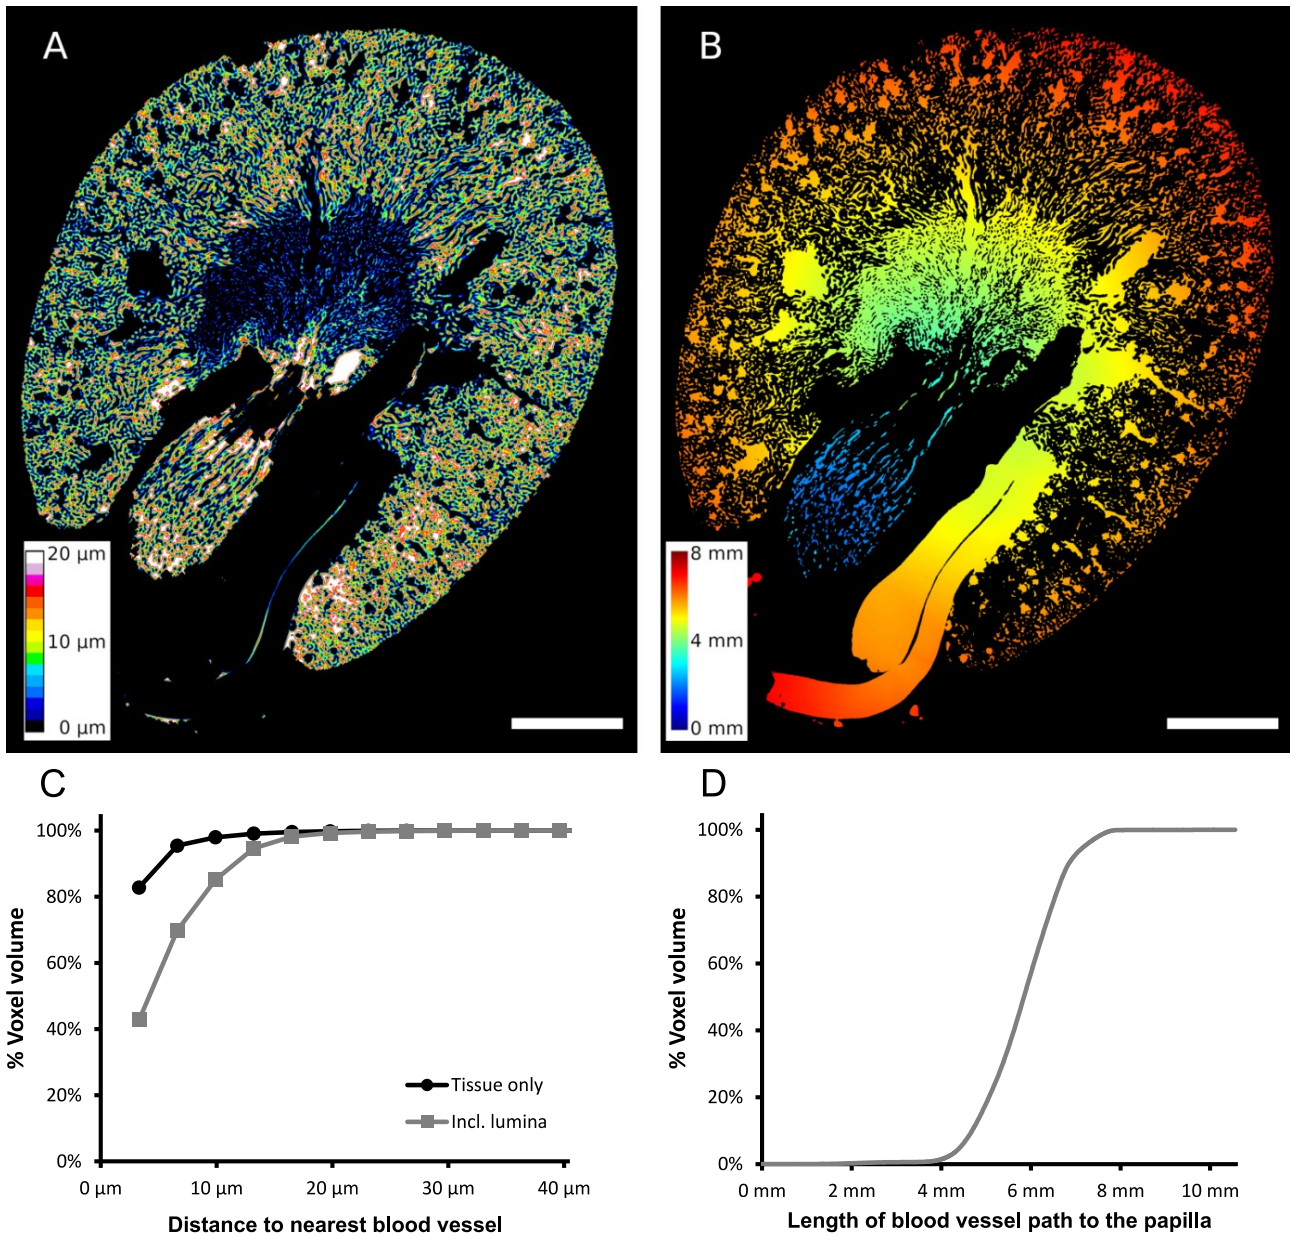 A
B
20 µm
10 µm
0 µm
8 mm
4 mm
0 mm
C
D
100%
80%
60%
40%
20%
0%
% Voxel volume
Tissue only
Incl. lumina
0 µm
10 µm
20 µm
30 µm
40 µm
Distance to nearest blood vessel
100%
80%
60%
40%
20%
0%
% Voxel volume
0 mm
2 mm
4 mm
6 mm
8 mm
10 mm
Length of blood vessel path to the papilla